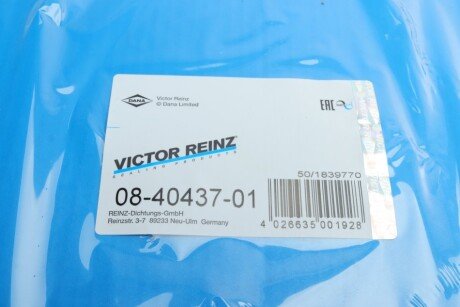 DANA
Victor Reinz
© Dana Limited
EAC
VICTOR REINZ
SEALING PRODUCTS
50/1839770
08-40437-01
REINZ-Dichtungs-GmbH
Reinzstr. 3-7 89233 Neu-Ulm Germany
4 026635 001928